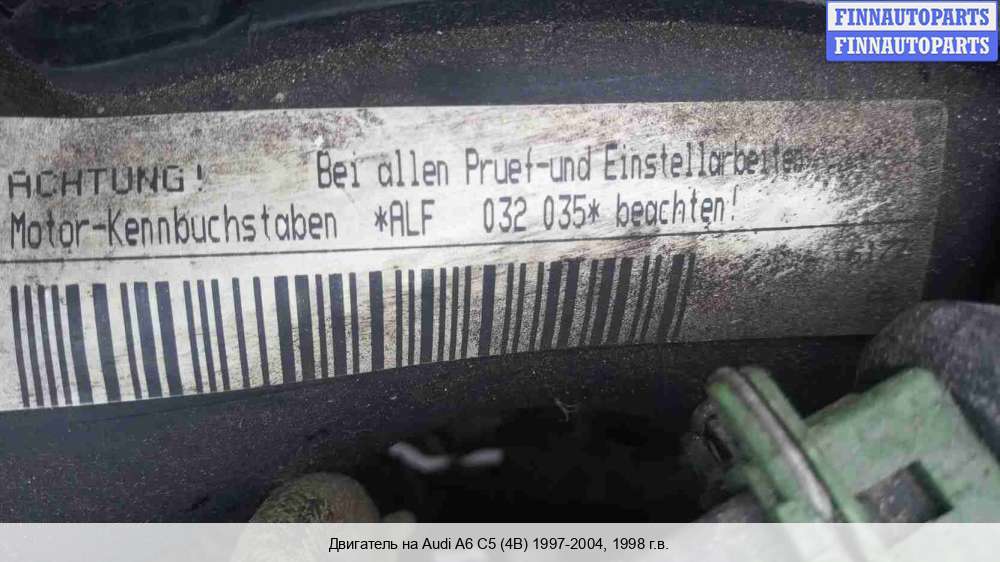 FINNAUTOPARTS
FINNAUTOPARTS
ACHTUNG! Bei allen Pruef-und Einstellarbeiten
Motor-Kennbuchstaben *ALF 032 035* beachten!
Двигатель на Audi A6 C5 (4B) 1997-2004, 1998 г.в.